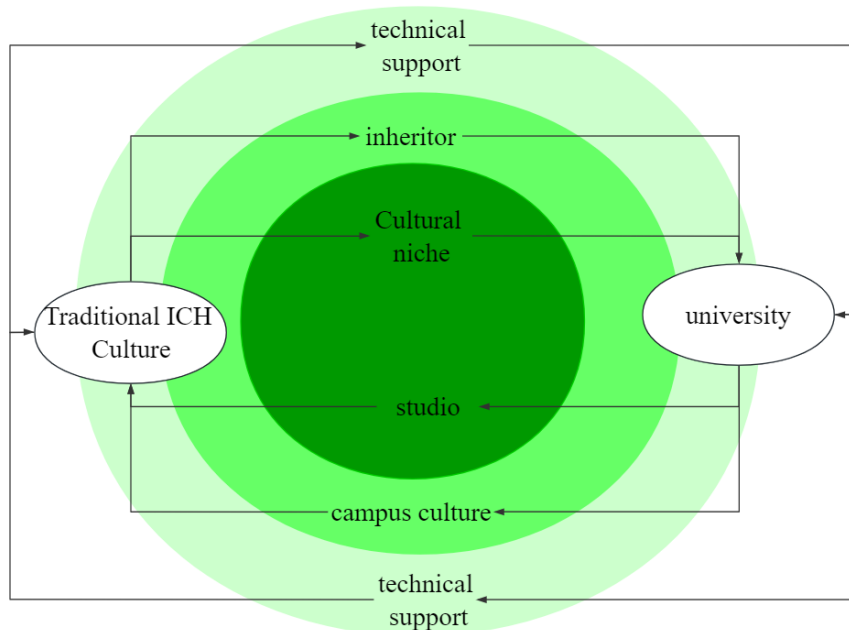 technical
support
inheritor
Cultural
niche
Traditional ICH
Culture
university
studio
campus culture
technical
support